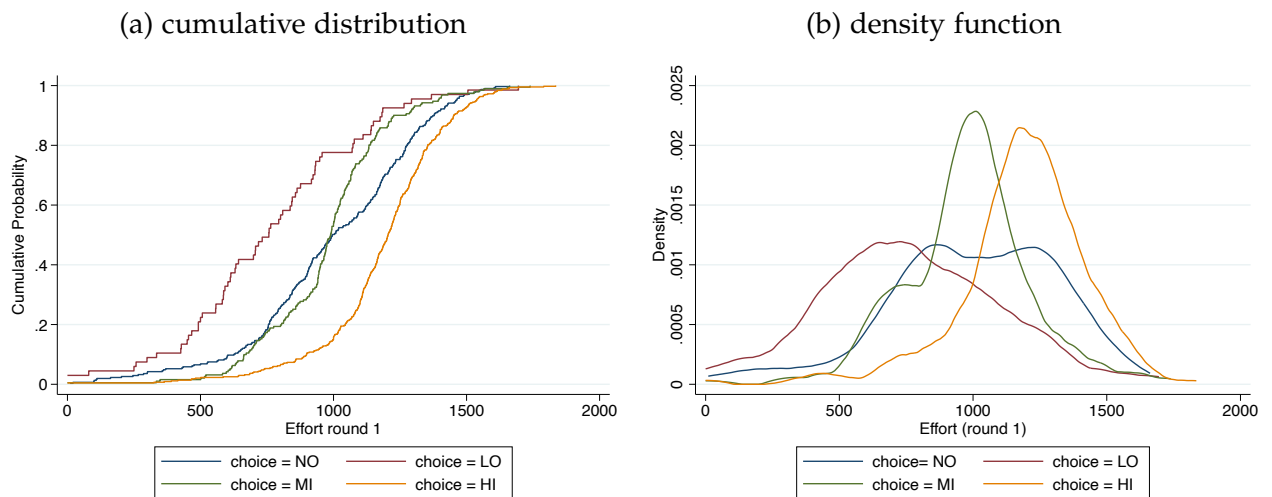 (a) cumulative distribution
Cumulative Probability
1
.8
.6
.4
.2
0
0 500 1000 1500 2000
Effort round 1
choice = NO choice = LO
choice = MI choice = HI
(b) density function
Density
.0025
.002
.0015
.001
.0005
0
0 500 1000 1500 2000
Effort (round 1)
choice= NO choice = LO
choice = MI choice = HI